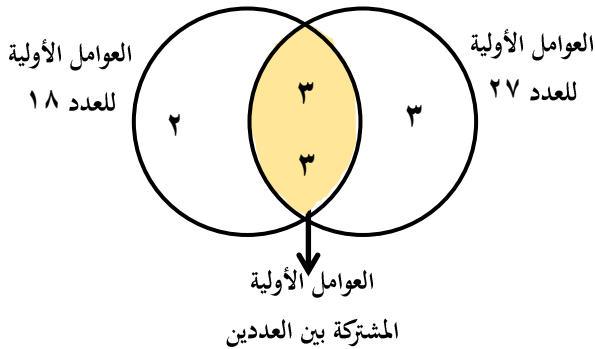 العوامل الأولية
للعدد ٢٧
العوامل الأولية
للعدد ١٨
٣
٣
٣
٢
العوامل الأولية
المشتركة بين العددين